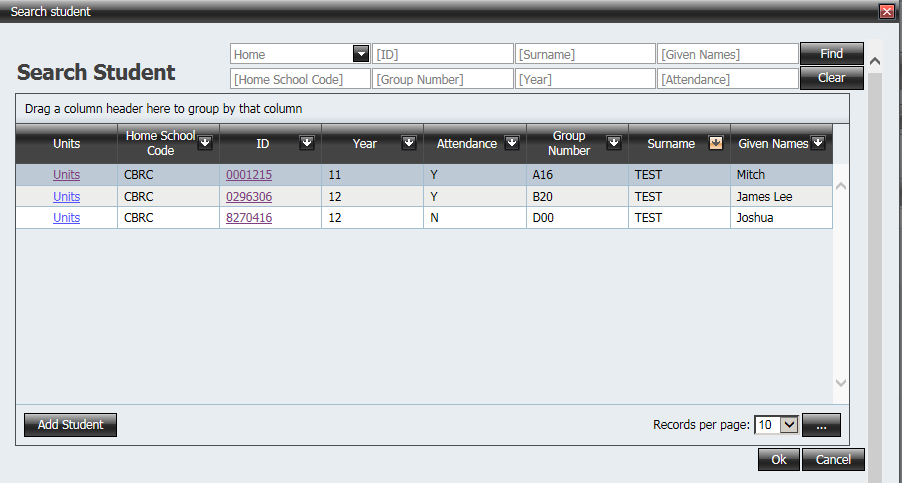 Search student
Home [ID] [Surname] [Given Names] Find
Search Student
[Home School Code] [Group Number] [Year] [Attendance] Clear
Drag a column header here to group by that column
Units Home School Code ID Year Attendance Group Number Surname Given Names
Units CBRC 0001215 11 Y A16 TEST Mitch
Units CBRC 0296306 12 Y B20 TEST James Lee
Units CBRC 8270416 12 N D00 TEST Joshua
Add Student Records per page: 10 ...
Ok Cancel